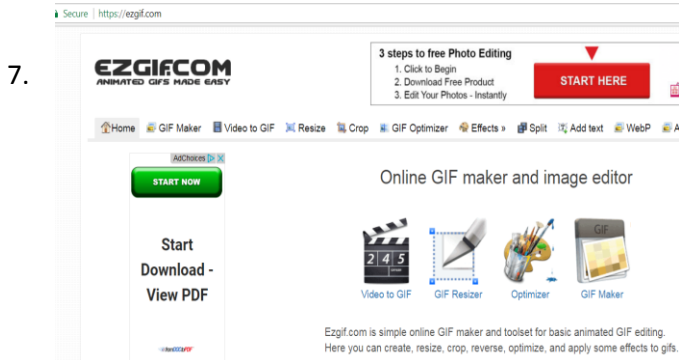 Secure | https://ezgif.com
7.
EZGIF.COM
ANIMATED GIFS MADE EASY
3 steps to free Photo Editing
1. Click to Begin
2. Download Free Product
3. Edit Your Photos - Instantly
START HERE
Home GIF Maker Video to GIF Resize Crop GIF Optimizer Effects » Split Add text WebP A
AdChoices
START NOW
Start
Download -
View PDF
Online GIF maker and image editor
2 4 5
GIF
Video to GIF GIF Resizer Optimizer GIF Maker
Ezgif.com is simple online GIF maker and toolset for basic animated GIF editing.
Here you can create, resize, crop, reverse, optimize, and apply some effects to gifs.